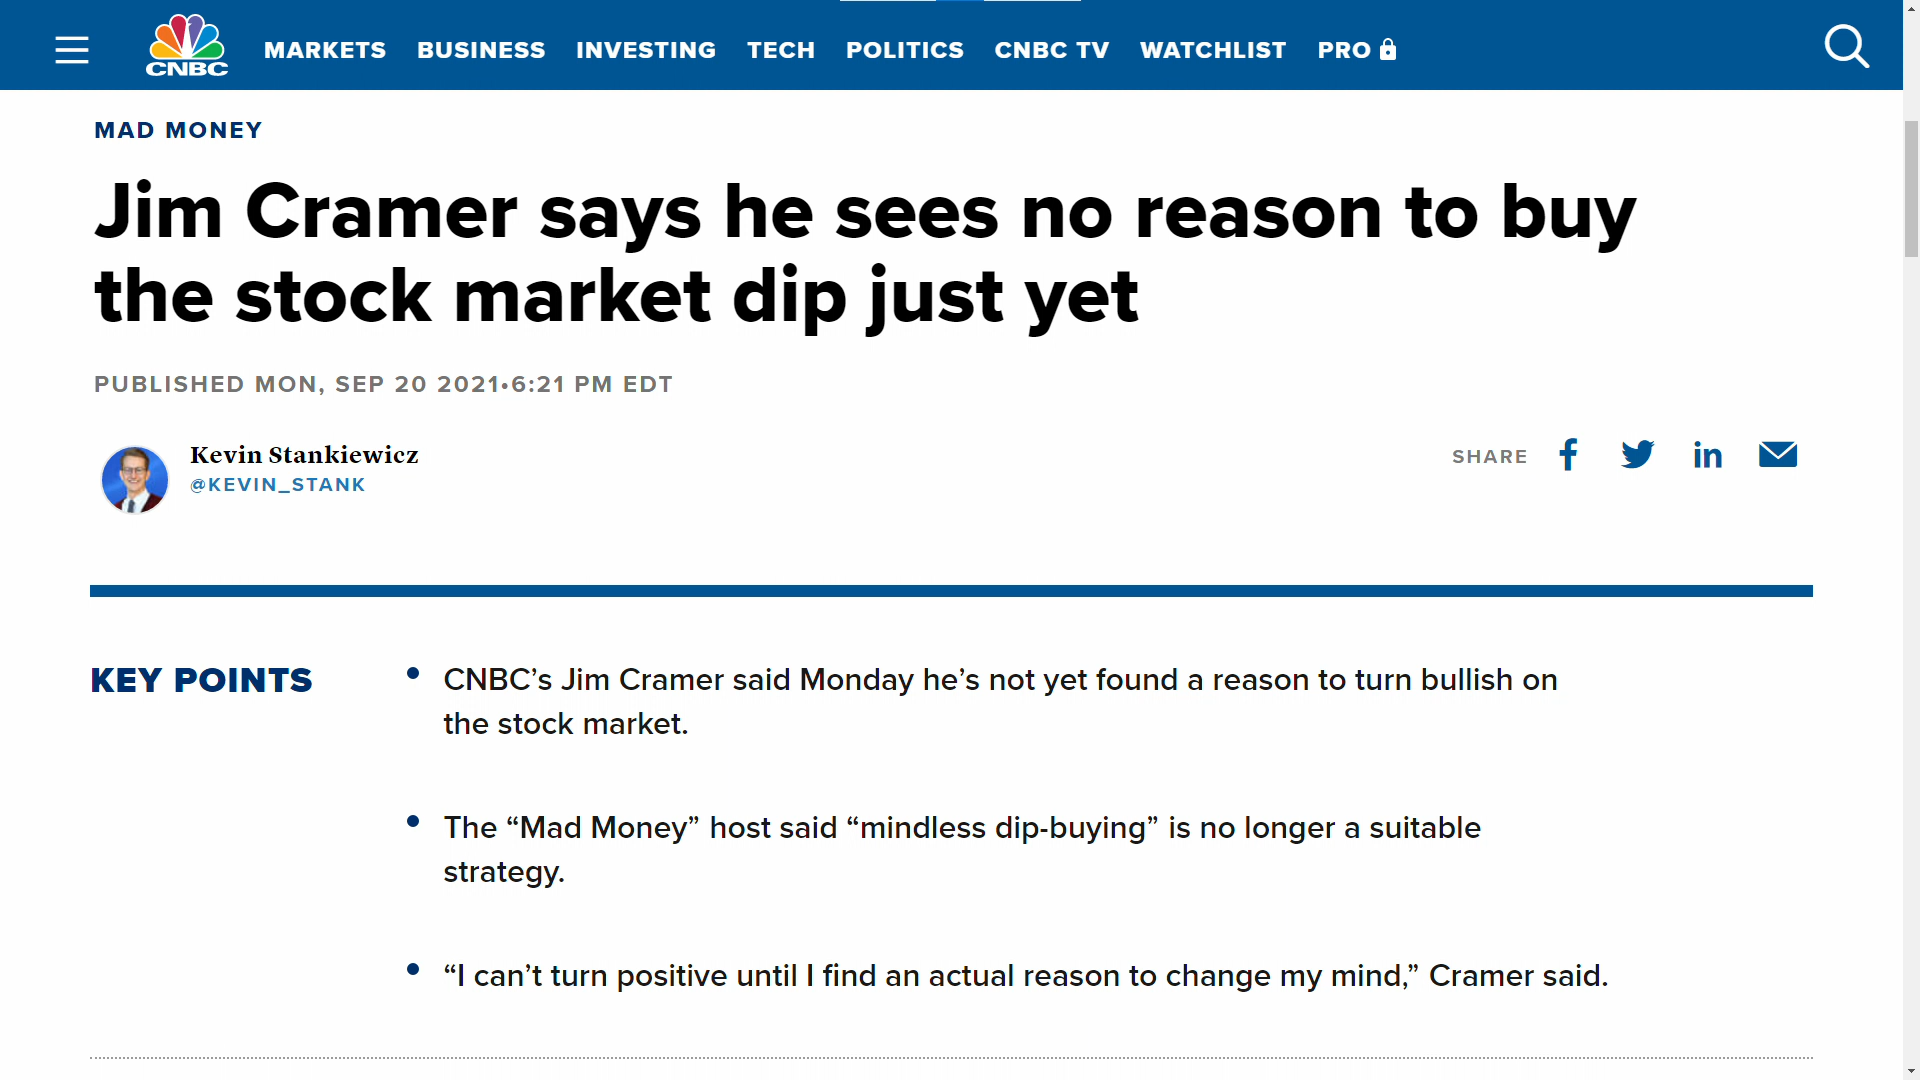 CNBC
MARKETS BUSINESS INVESTING TECH POLITICS CNBC TV WATCHLIST PRO
MAD MONEY
Jim Cramer says he sees no reason to buy
the stock market dip just yet
PUBLISHED MON, SEP 20 2021•6:21 PM EDT
Kevin Stankiewicz
@KEVIN_STANK
SHARE
KEY POINTS
• CNBC’s Jim Cramer said Monday he’s not yet found a reason to turn bullish on
the stock market.
• The “Mad Money” host said “mindless dip-buying” is no longer a suitable
strategy.
• “I can’t turn positive until I find an actual reason to change my mind,” Cramer said.